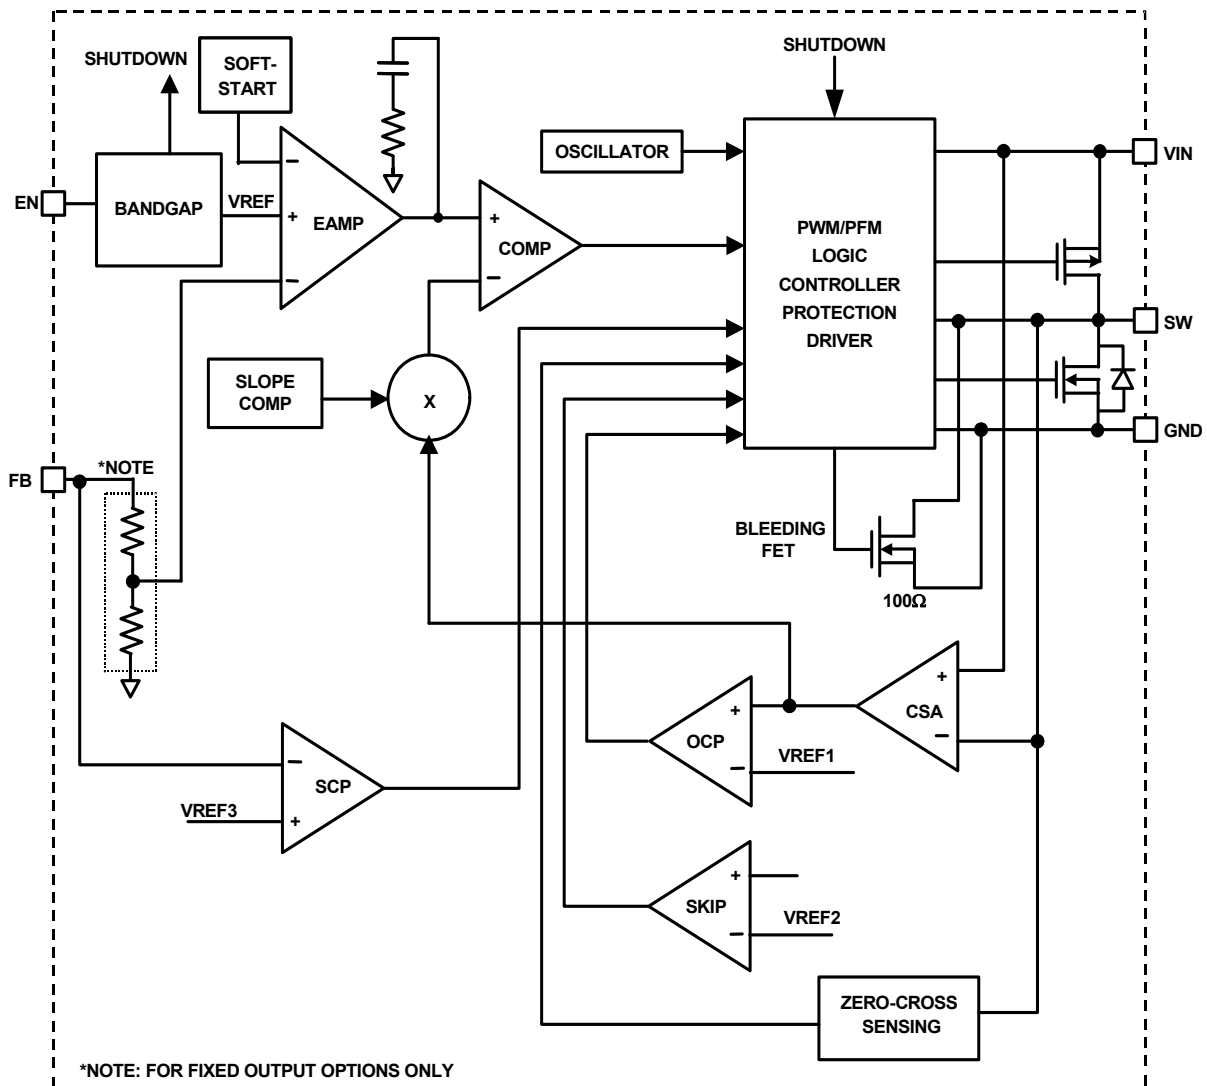 SHUTDOWN
SOFT-
START
SHUTDOWN
OSCILLATOR
VIN
EN
BANDGAP
VREF
−
+
−
EAMP
+
−
COMP
PWM/PFM
LOGIC
CONTROLLER
PROTECTION
DRIVER
SW
SLOPE
COMP
X
GND
FB
*NOTE
BLEEDING
FET
100Ω
+
−
CSA
+
−
OCP
VREF1
−
+
SCP
VREF3
+
−
SKIP
VREF2
ZERO-CROSS
SENSING
*NOTE: FOR FIXED OUTPUT OPTIONS ONLY